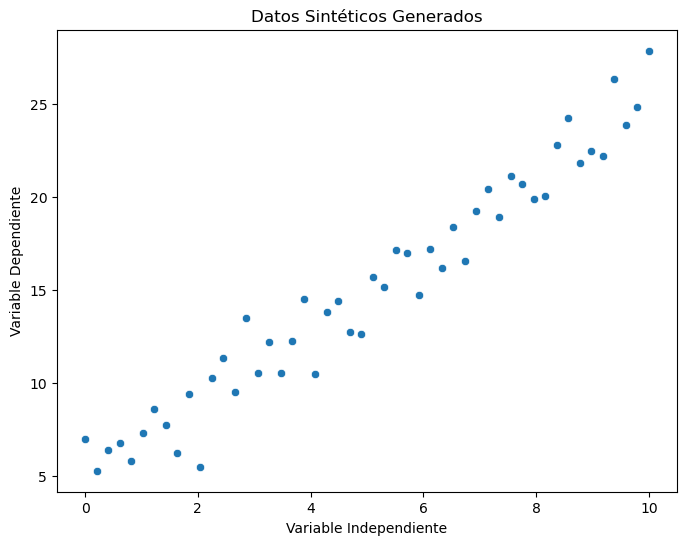 Datos Sintéticos Generados
25
20
15
10
5
Variable Dependiente
0 2 4 6 8 10
Variable Independiente